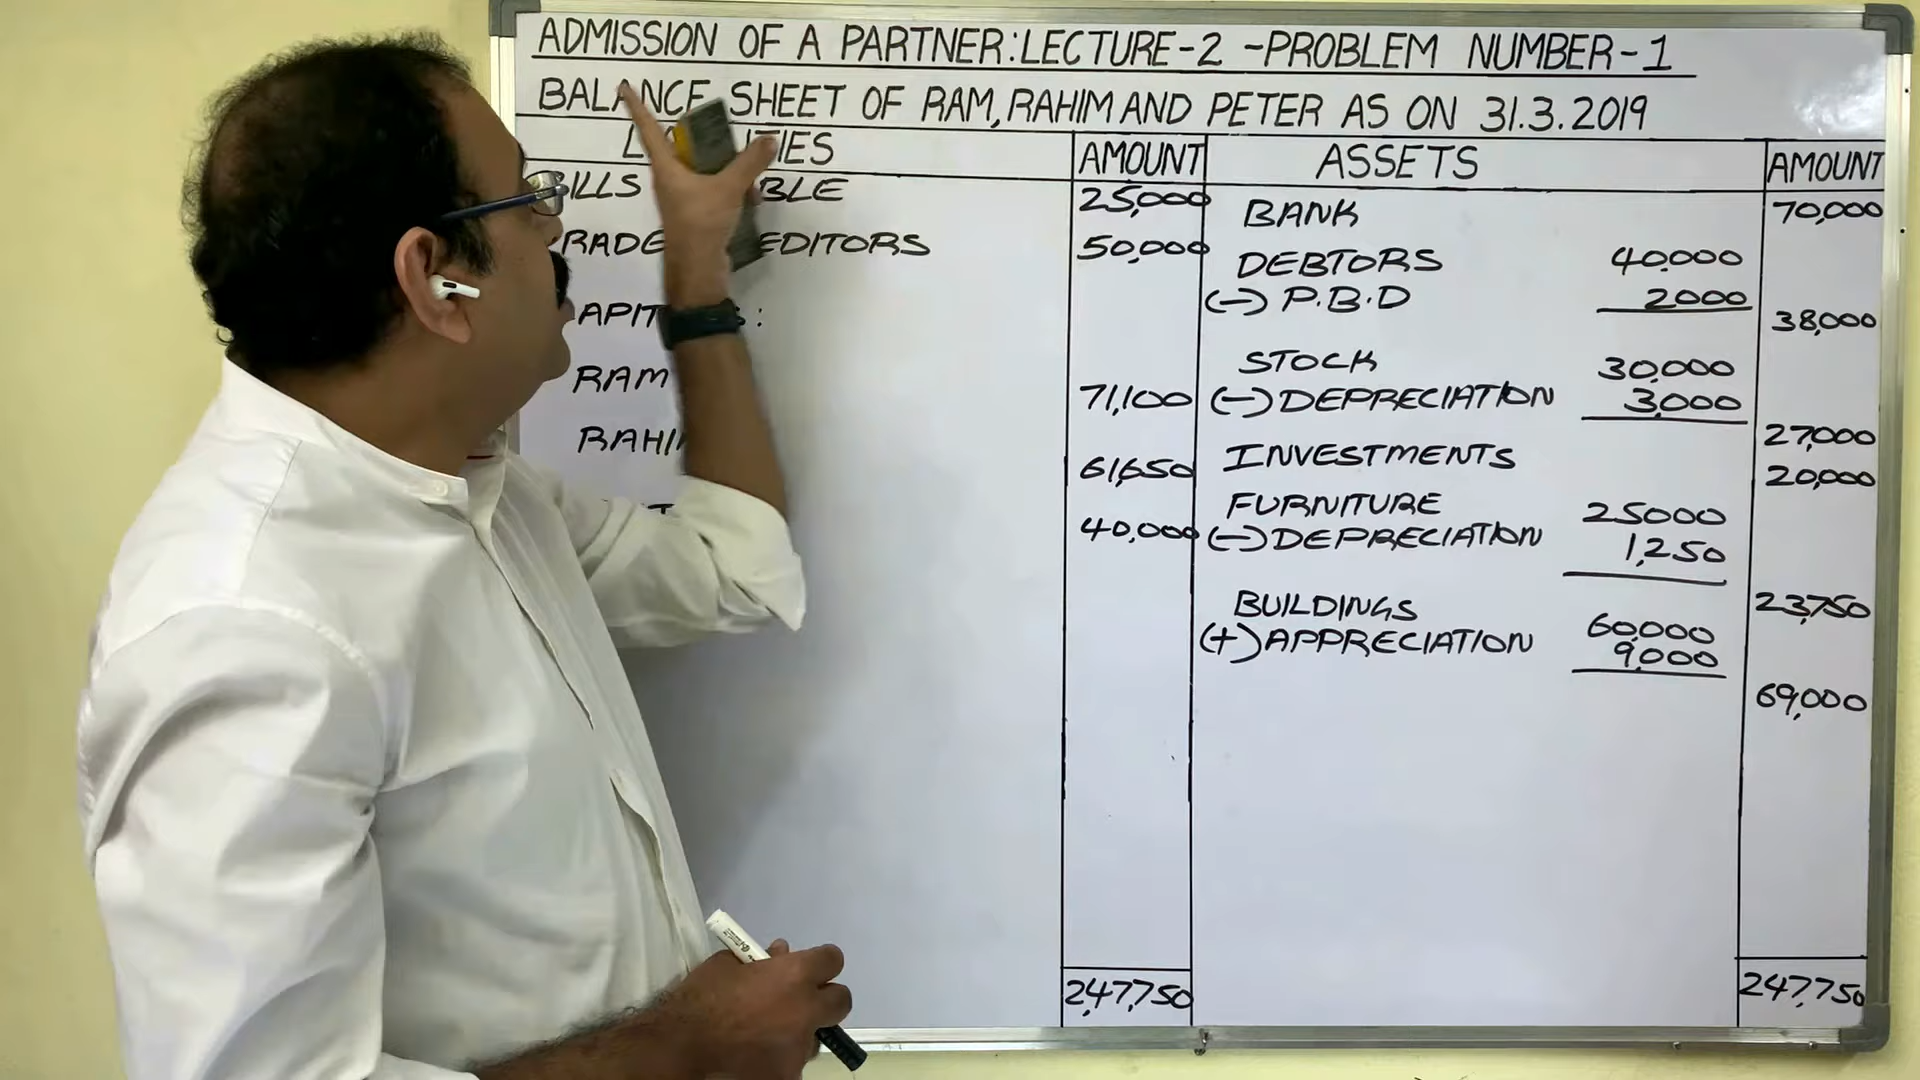 ADMISSION OF A PARTNER: LECTURE-2 -PROBLEM NUMBER-1
BALANCE SHEET OF RAM, RAHIM AND PETER AS ON 31.3.2019
AMOUNT ASSETS AMOUNT
25,000 BANK 70,000
50,000 DEBTORS 40,000
(-) P.B.D 2000
38,000
RAM STOCK 30,000
71,100 (-) DEPRECIATION 3,000
27,000
61,650 INVESTMENTS 20,000
FURNITURE 25000
40,000 (-) DEPRECIATION 1,250
23,750
BUILDINGS 60,000
(+) APPRECIATION 9,000
69,000
2,47,750 247,750